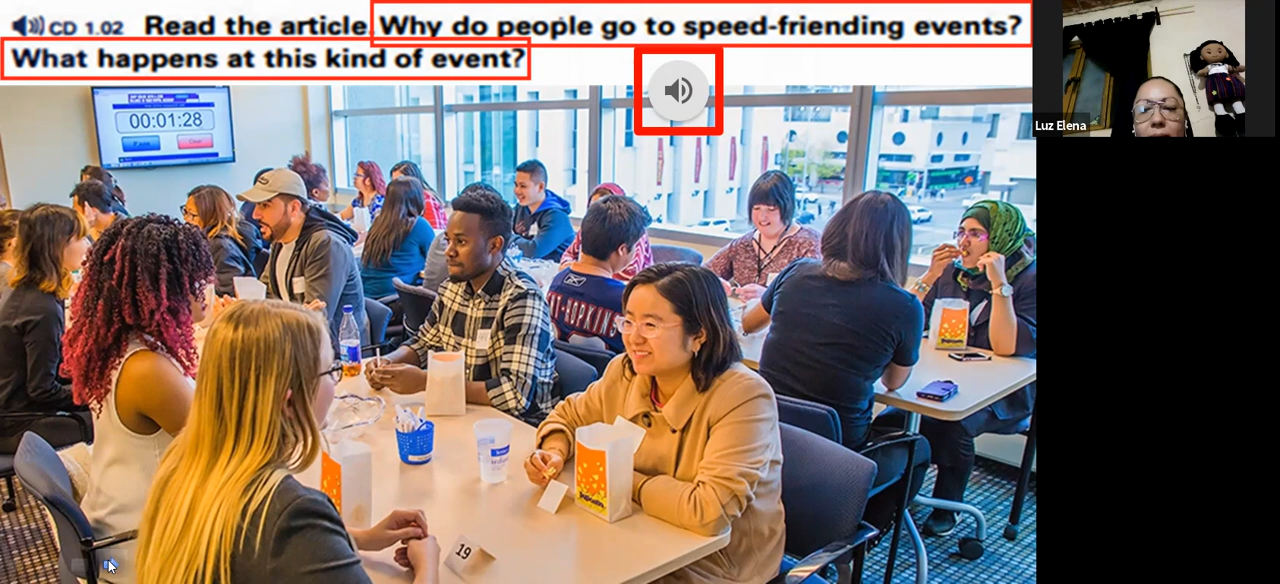 CD 1.02 Read the article. Why do people go to speed-friending events?
What happens at this kind of event?
00:01:28
Luz Elena
19